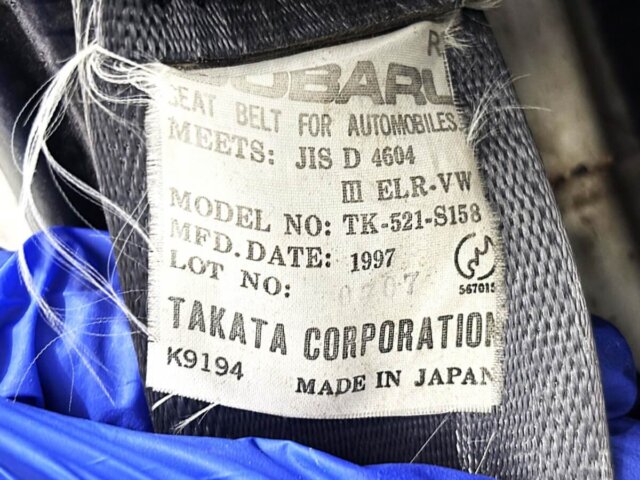 R
SUBARU
SEAT BELT FOR AUTOMOBILES
MEETS: JIS D 4604
III ELR-VW
MODEL NO: TK-521-S158
MFD. DATE: 1997
LOT NO:
567015
TAKATA CORPORATION
K9194 MADE IN JAPAN